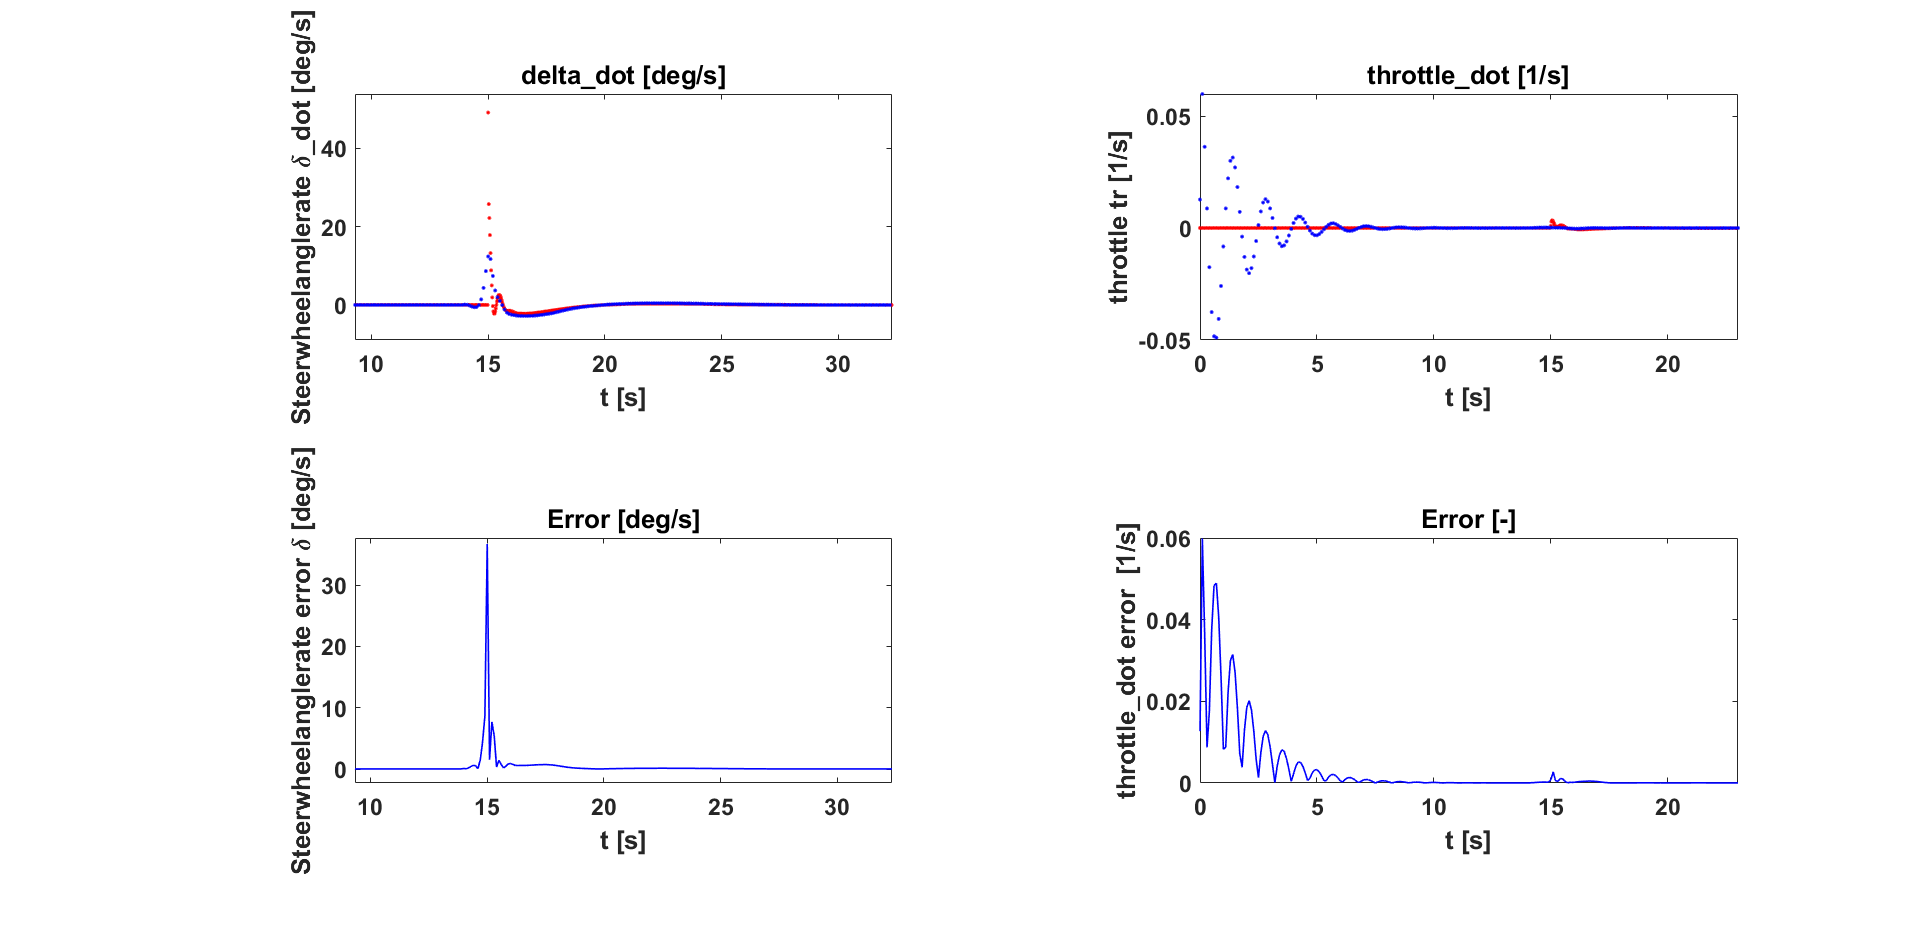 delta_dot [deg/s]
Steerwheelanglerate δ_dot [deg/s]
40
20
0
10 15 20 25 30
t [s]
throttle_dot [1/s]
throttle tr [1/s]
0.05
0
-0.05
0 5 10 15 20
t [s]
Error [deg/s]
Steerwheelanglerate error δ [deg/s]
30
20
10
0
10 15 20 25 30
t [s]
Error [-]
throttle_dot error [1/s]
0.06
0.04
0.02
0
0 5 10 15 20
t [s]